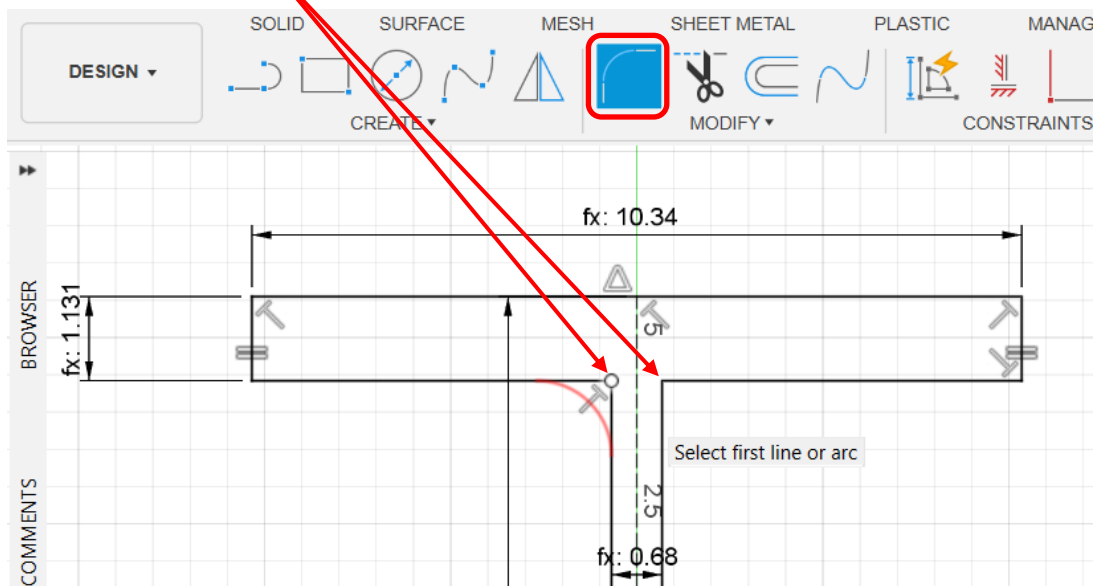 SOLID SURFACE MESH SHEET METAL PLASTIC MANAG
DESIGN ▾
CREATE ▾ MODIFY ▾ CONSTRAINTS
BROWSER
COMMENTS
fx: 10.34
fx: 1.131
5
Select first line or arc
2.5
fx: 0.68